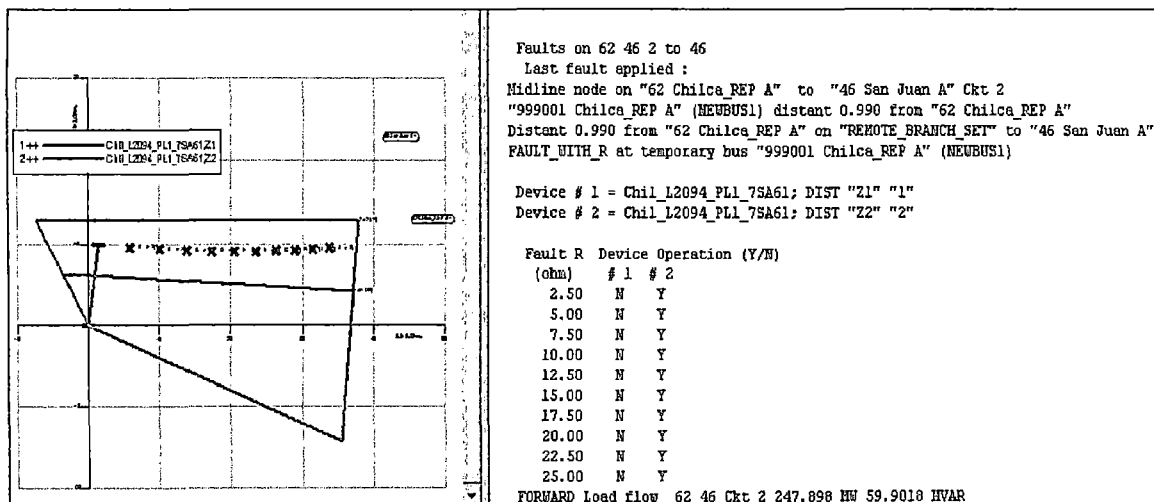 1 ++ Chil_L2094_PL1_7SA61,Z1
2 ++ Chil_L2094_PL1_7SA61,Z2
Faults on 62 46 2 to 46
Last fault applied :
Midline node on "62 Chilca_REP A" to "46 San Juan A" Ckt 2
"999001 Chilca_REP A" (NEWBUS1) distant 0.990 from "62 Chilca_REP A"
Distant 0.990 from "62 Chilca_REP A" on "REMOTE_BRANCH_SET" to "46 San Juan A"
FAULT_WITH_R at temporary bus "999001 Chilca_REP A" (NEWBUS1)
Device # 1 = Chil_L2094_PL1_7SA61; DIST "Z1" "1"
Device # 2 = Chil_L2094_PL1_7SA61; DIST "Z2" "2"
Fault R Device Operation (Y/N)
(ohm) # 1 # 2
2.50 N Y
5.00 N Y
7.50 N Y
10.00 N Y
12.50 N Y
15.00 N Y
17.50 N Y
20.00 N Y
22.50 N Y
25.00 N Y
FORWARD Load flow 62 46 Ckt 2 247.898 MW 59.9018 MVAR